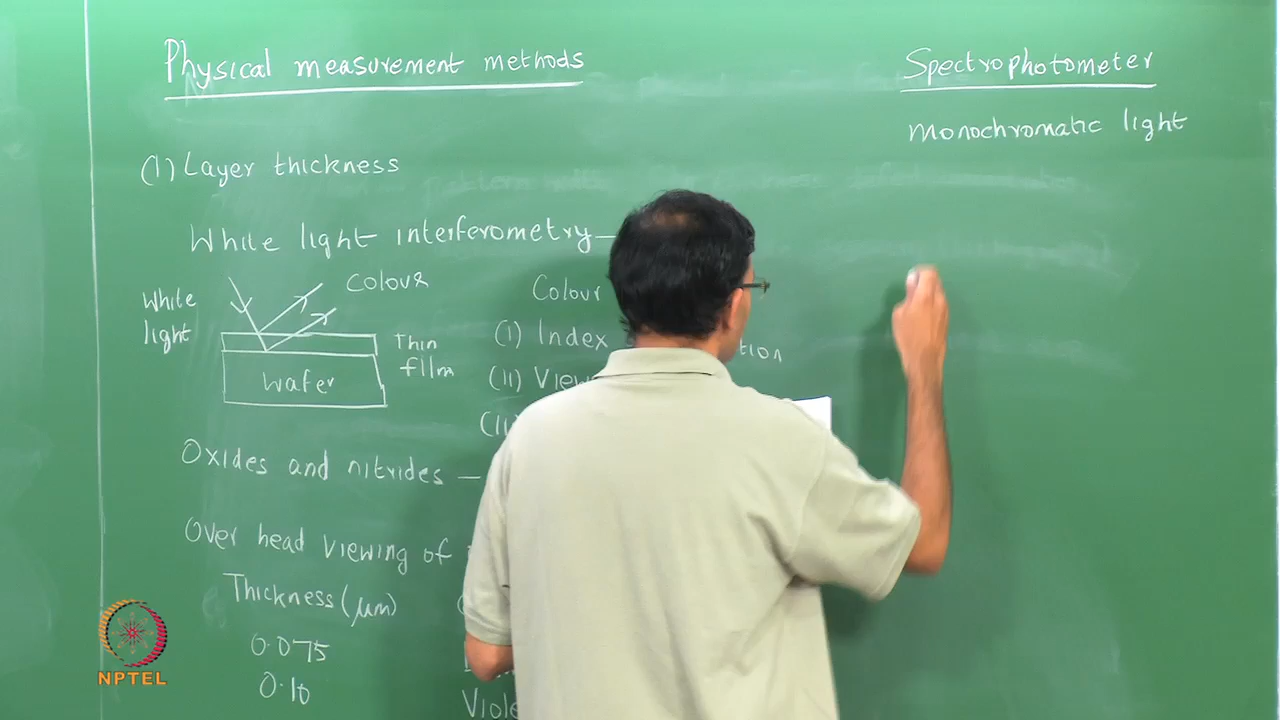 Physical measurement methods
(1) Layer thickness
White light interferometry –
White light
Colour
Thin film
Wafer
Colour
(i) Index
(ii)
Oxides and nitrides –
Over head viewing of
Thickness (μm)
0.075
0.10
Spectrophotometer
Monochromatic light
NPTEL